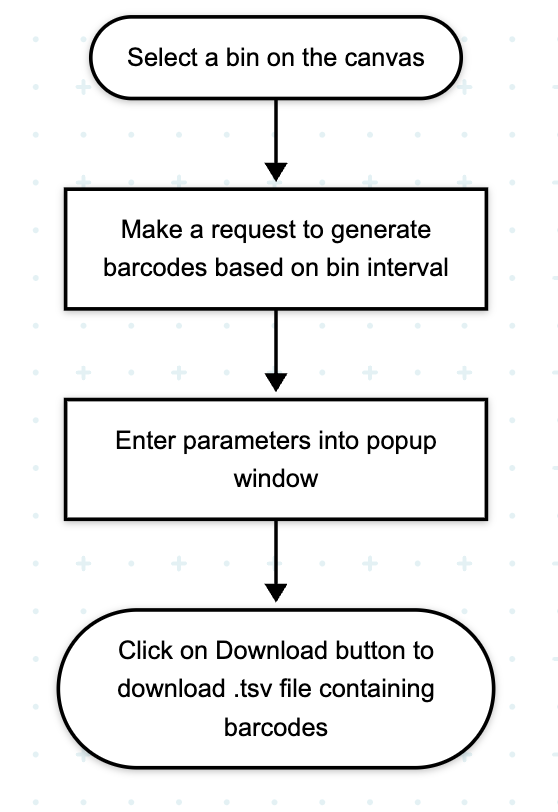 Select a bin on the canvas
Make a request to generate
barcodes based on bin interval
Enter parameters into popup
window
Click on Download button to
download .tsv file containing
barcodes